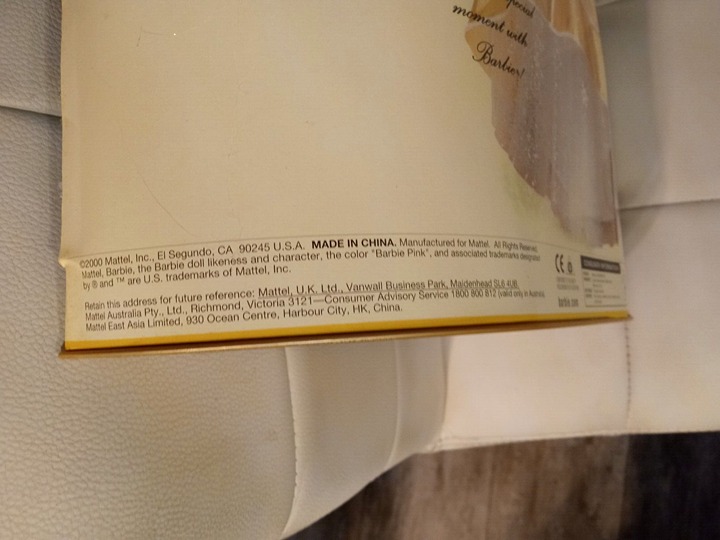 moment with
Barbie!
©2000 Mattel, Inc., El Segundo, CA 90245 U.S.A. MADE IN CHINA. Manufactured for Mattel. All Rights Reserved.
Mattel, Barbie, the Barbie doll likeness and character, the color "Barbie Pink", and associated trademarks designated
by ® and ™ are U.S. trademarks of Mattel, Inc.
Retain this address for future reference: Mattel, U.K. Ltd., Vanwall Business Park, Maidenhead SL6 4UB.
Mattel Australia Pty., Ltd., Richmond, Victoria 3121—Consumer Advisory Service 1800 800 812 (valid only in Australia).
Mattel East Asia Limited, 930 Ocean Centre, Harbour City, HK, China.
CE
barbie.com